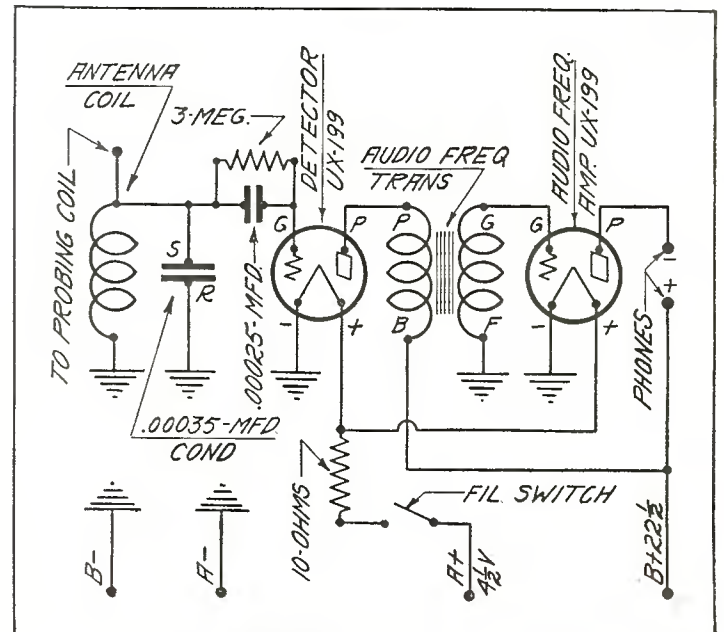 ANTENNA
COIL
3-MEG.
DETECTOR
UX-199
AUDIO FREQ
TRANS
AUDIO FREQ.
AMP. UX-199
TO PROBING COIL
S
R
G
P
P
G
G
P
-
+
B
F
-
+
-
+
PHONES
.00025-MFD.
.00035-MFD.
COND
10-OHMS
FIL. SWITCH
B-
A-
A+
4½V
B+22½